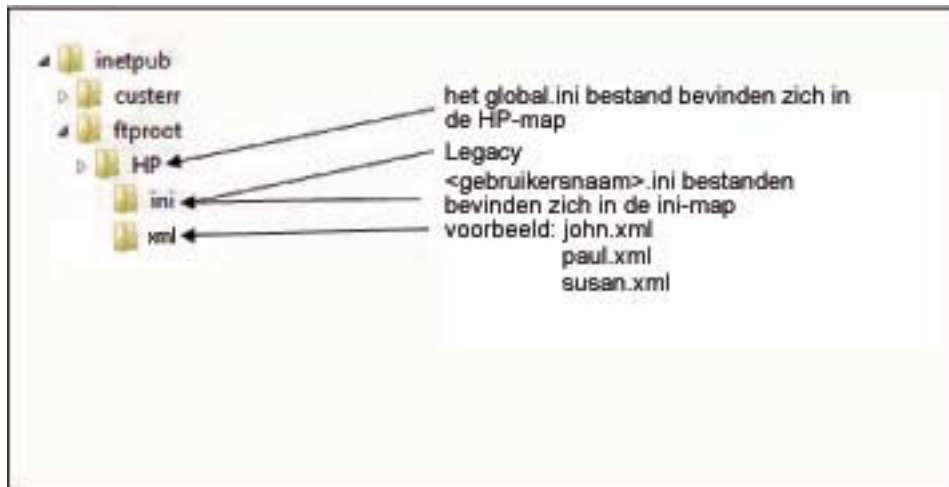 inetpub
custerr
ftproot
HP
ini
xml
het global.ini bestand bevinden zich in
de HP-map
Legacy
<gebruikersnaam>.ini bestanden
bevinden zich in de ini-map
voorbeeld: john.xml
paul.xml
susan.xml